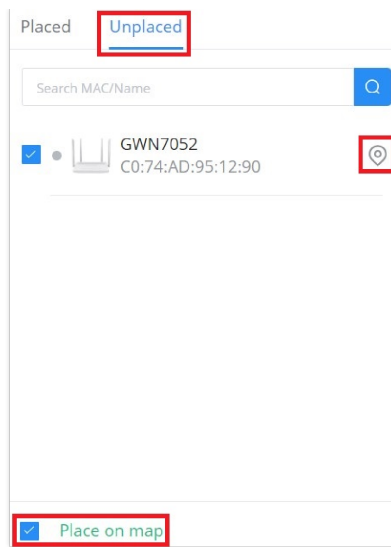 Placed Unplaced
Search MAC/Name
GWN7052
C0:74:AD:95:12:90
Place on map